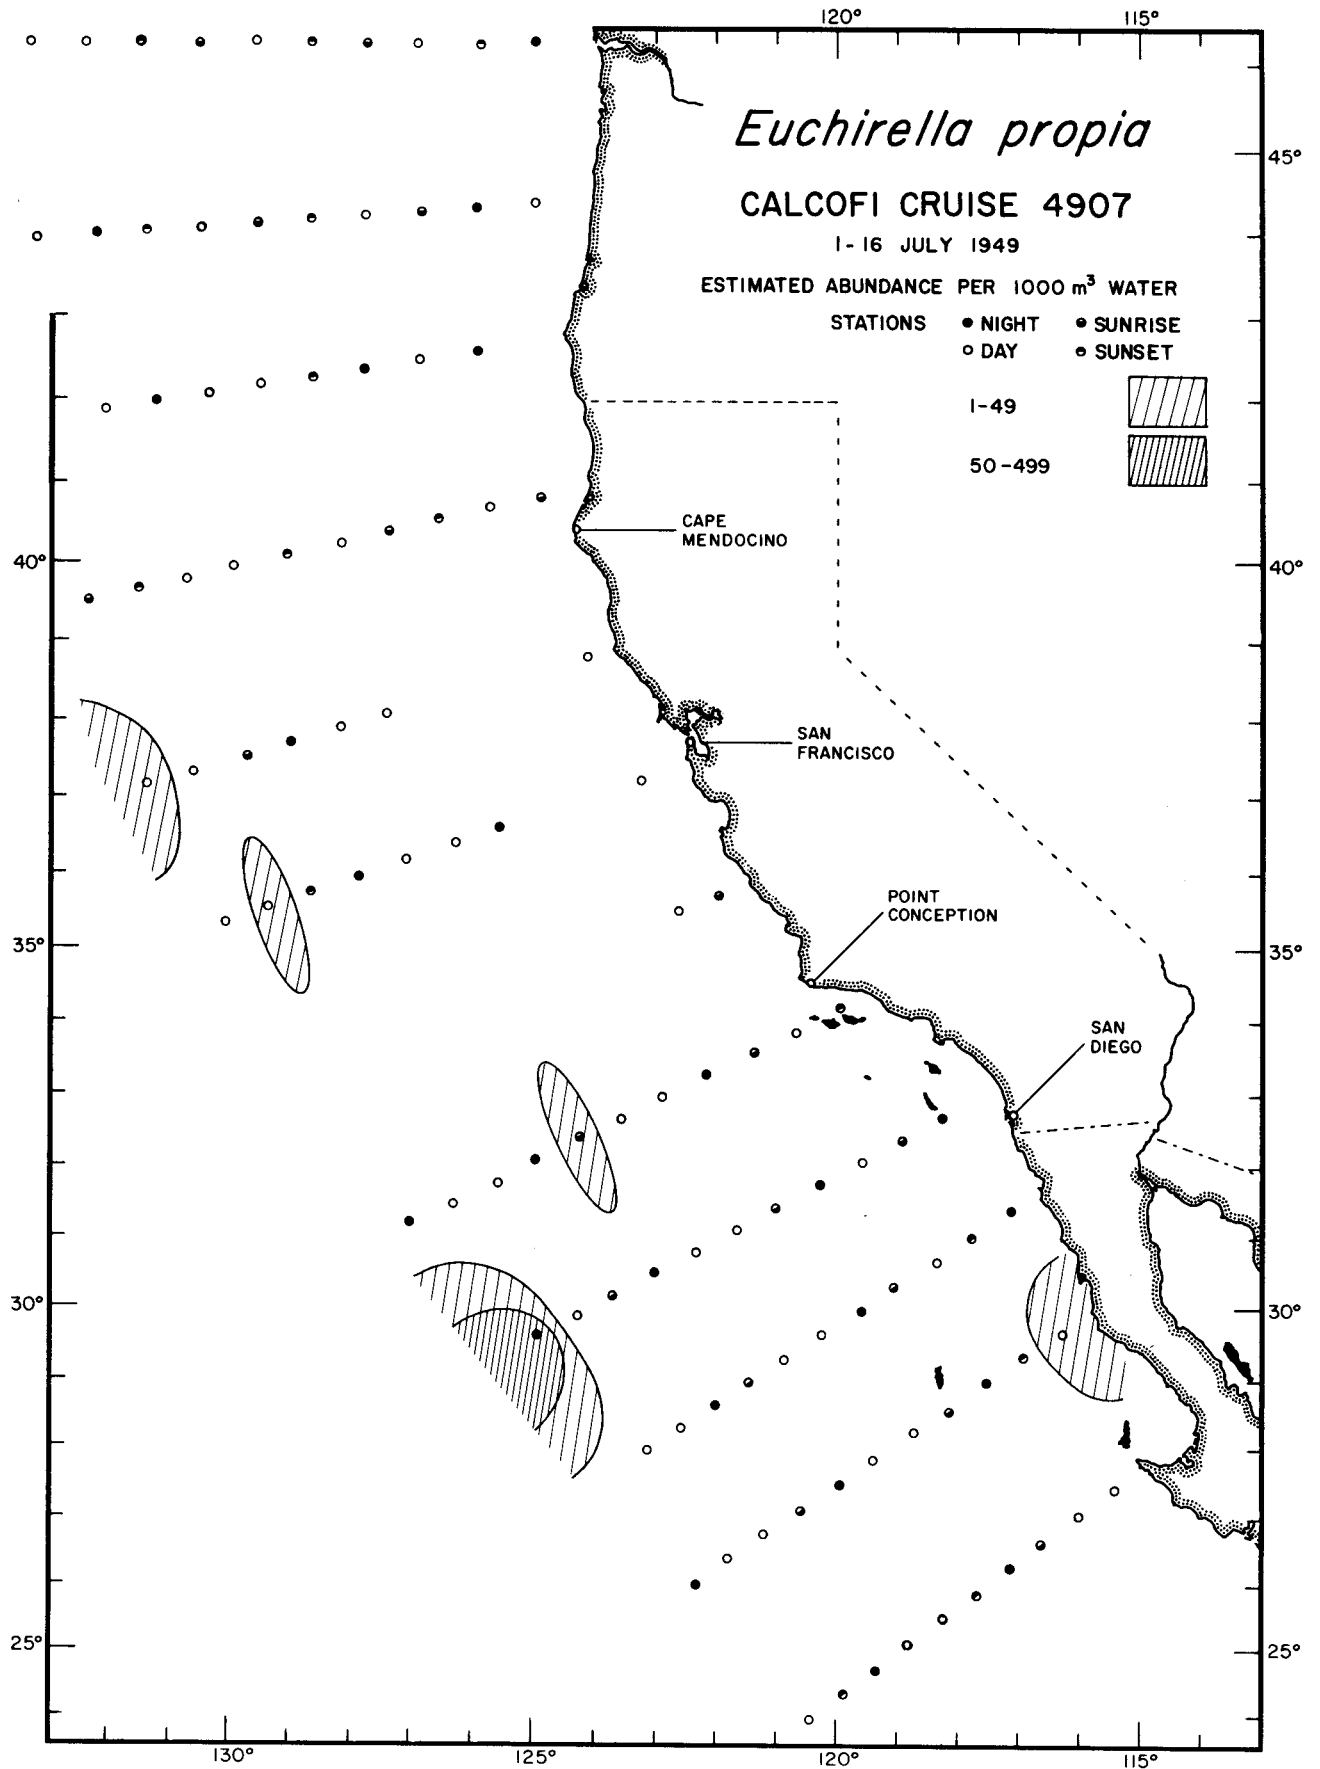 120° 115°
Euchirella propia
45°
CALCOFI CRUISE 4907
1-16 JULY 1949
ESTIMATED ABUNDANCE PER 1000 m³ WATER
STATIONS NIGHT SUNRISE
DAY SUNSET
1-49
50-499
CAPE
MENDOCINO
40° 40°
SAN
FRANCISCO
POINT
CONCEPTION
35° 35°
SAN
DIEGO
30° 30°
25° 25°
130° 125° 120° 115°